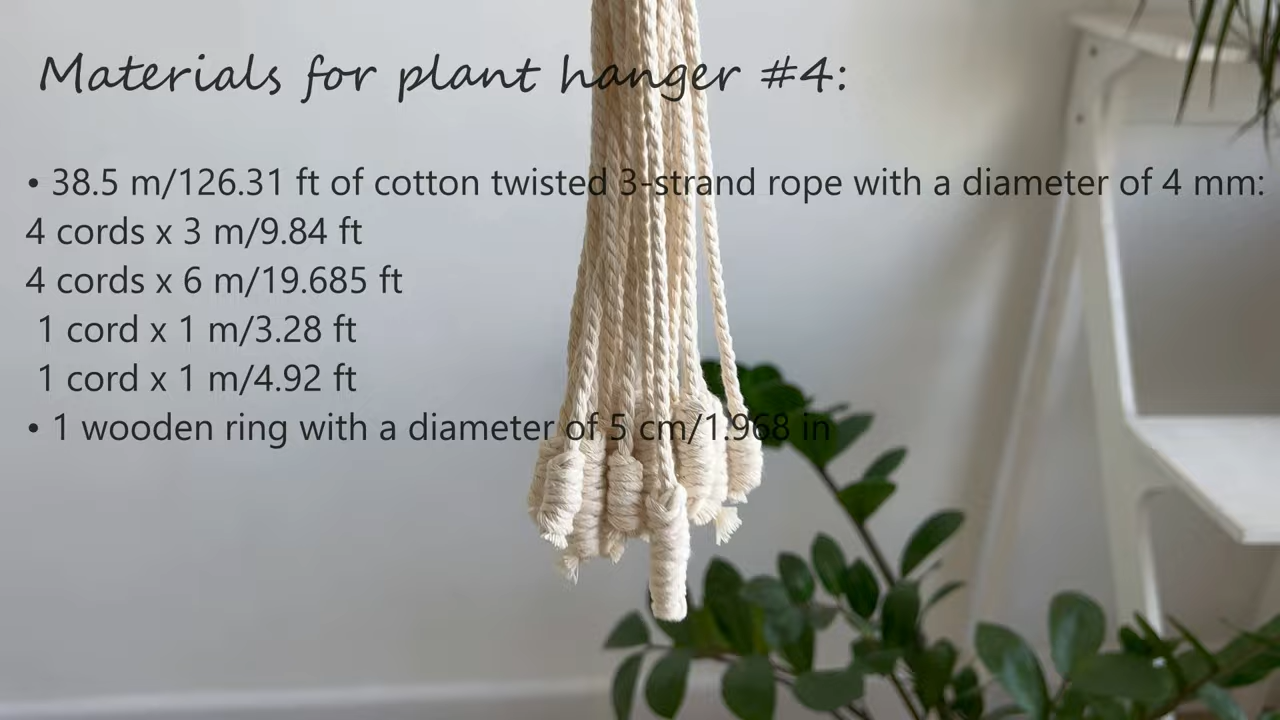 Materials for plant hanger #4:
• 38.5 m/126.31 ft of cotton twisted 3-strand rope with a diameter of 4 mm:
4 cords x 3 m/9.84 ft
4 cords x 6 m/19.685 ft
1 cord x 1 m/3.28 ft
1 cord x 1 m/4.92 ft
• 1 wooden ring with a diameter of 5 cm/1.968 in